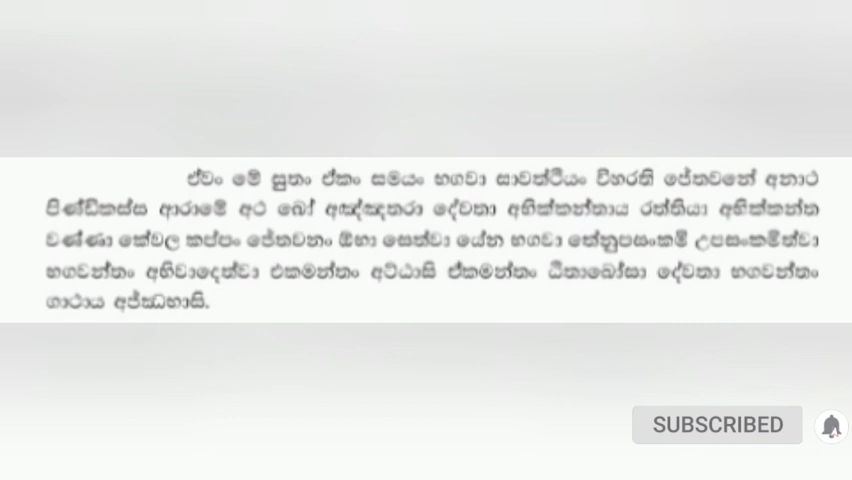 ඒවං මේ සුතං ඒකං සමයං භගවා සාවත්ථියං විහරති ජේතවනේ අනාථ
පිණ්ඩිකස්ස ආරාමේ අථ ඛෝ අඤ්ඤතරා දේවතා අභික්කන්තාය රත්තියා අභික්කන්ත
වණ්ණා කේවල කප්පං ජේතවනං ඕභා සෙත්වා යේන භගවා තේනුපසංකමි උපසංකමිත්වා
භගවන්තං අභිවාදෙත්වා එකමන්තං අට්ඨාසි ඒකමන්තං ඨීතාඛෝසා දේවතා භගවන්තං
ගාථාය අජ්ඣභාසි.
SUBSCRIBED